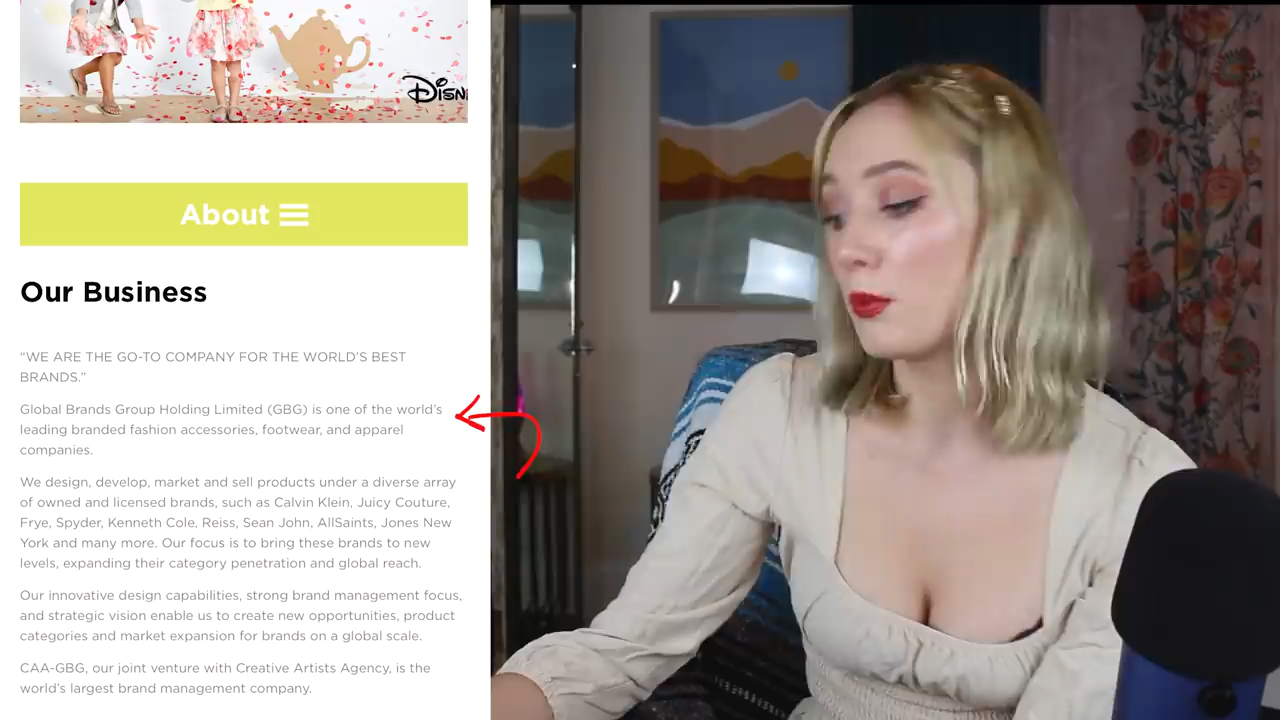 Disn
About
Our Business
“WE ARE THE GO-TO COMPANY FOR THE WORLD’S BEST
BRANDS.”
Global Brands Group Holding Limited (GBG) is one of the world’s
leading branded fashion accessories, footwear, and apparel
companies.
We design, develop, market and sell products under a diverse array
of owned and licensed brands, such as Calvin Klein, Juicy Couture,
Frye, Spyder, Kenneth Cole, Reiss, Sean John, AllSaints, Jones New
York and many more. Our focus is to bring these brands to new
levels, expanding their category penetration and global reach.
Our innovative design capabilities, strong brand management focus,
and strategic vision enable us to create new opportunities, product
categories and market expansion for brands on a global scale.
CAA-GBG, our joint venture with Creative Artists Agency, is the
world’s largest brand management company.